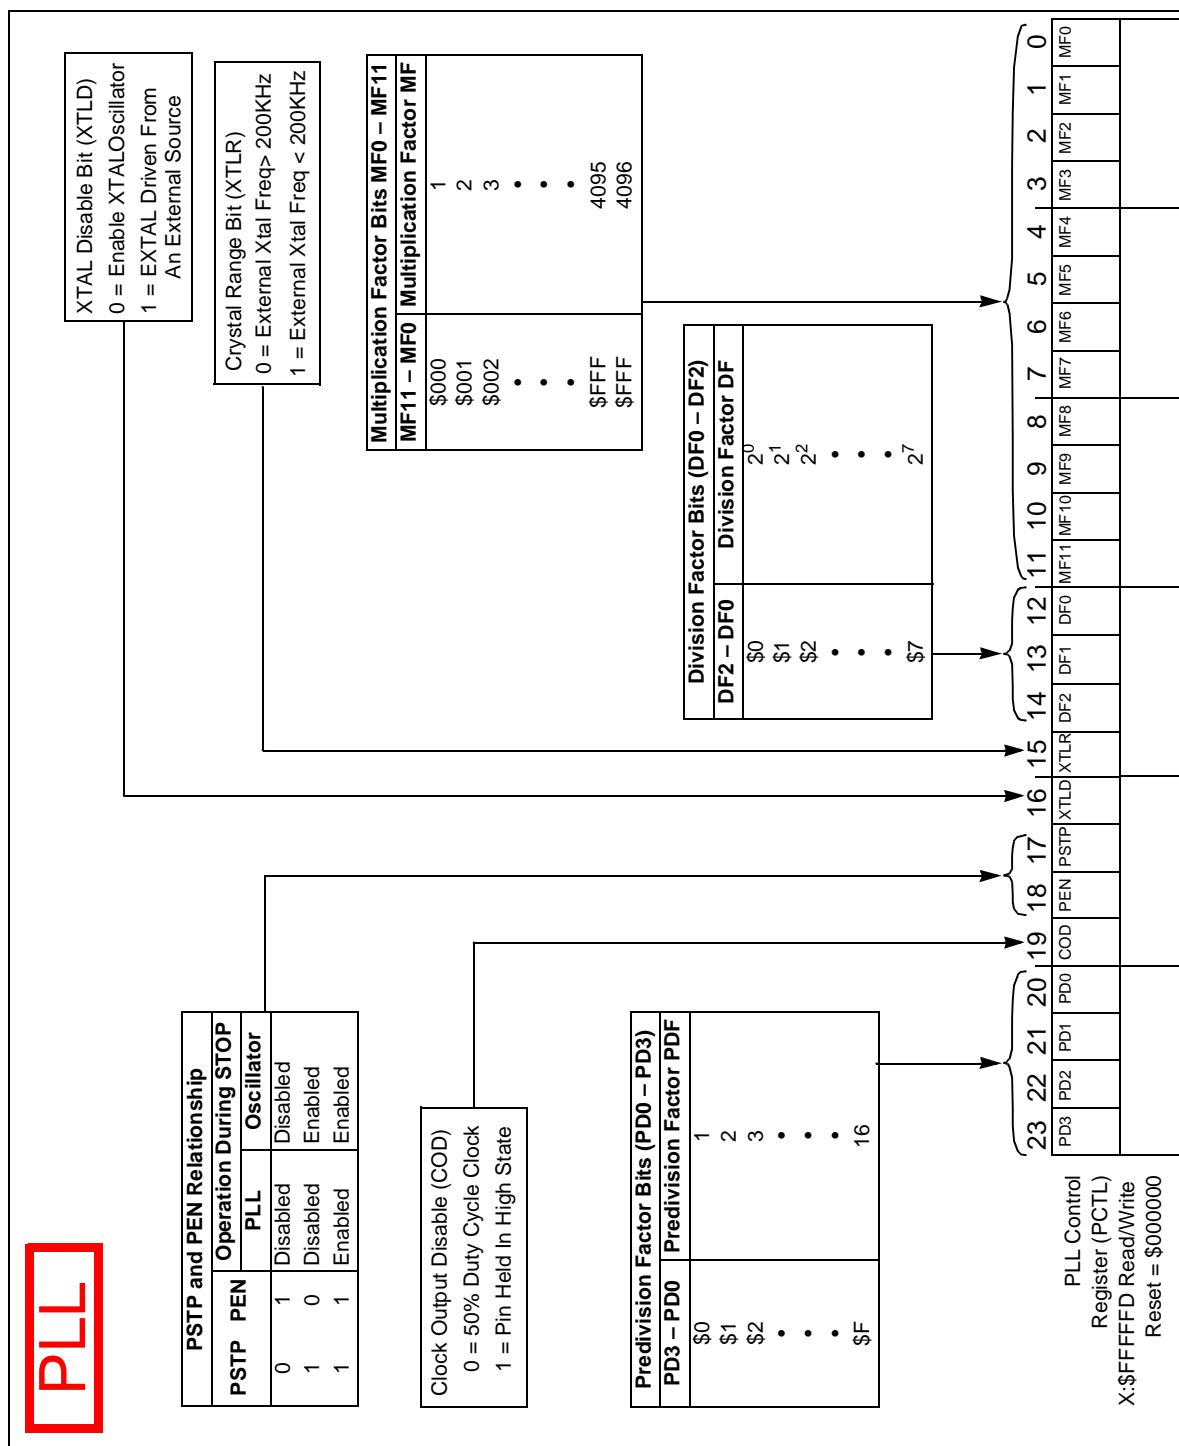 PLL
PSTP and PEN Relationship
PSTP PEN Operation During STOP
PLL Oscillator
0 1 Disabled Disabled
1 0 Disabled Enabled
1 1 Enabled Enabled
XTAL Disable Bit (XTLD)
0 = Enable XTALOscillator
1 = EXTAL Driven From
An External Source
Crystal Range Bit (XTLR)
0 = External Xtal Freq> 200KHz
1 = External Xtal Freq < 200KHz
Clock Output Disable (COD)
0 = 50% Duty Cycle Clock
1 = Pin Held In High State
Multiplication Factor Bits MF0 – MF11
MF11 – MF0 Multiplication Factor MF
$000 1
$001 2
$002 3
• •
• •
• •
$FFF 4095
$FFF 4096
Predivision Factor Bits (PD0 – PD3)
PD3 – PD0 Predivision Factor PDF
$0 1
$1 2
$2 3
• •
• •
• •
$F 16
Division Factor Bits (DF0 – DF2)
DF2 – DF0 Division Factor DF
$0 2⁰
$1 2¹
$2 2²
• •
• •
• •
$7 2⁷
23 22 21 20 19 18 17 16 15 14 13 12 11 10 9 8 7 6 5 4 3 2 1 0
PD3 PD2 PD1 PD0 COD PEN PSTP XTLD XTLR DF2 DF1 DF0 MF11 MF10 MF9 MF8 MF7 MF6 MF5 MF4 MF3 MF2 MF1 MF0
PLL Control
Register (PCTL)
X:$FFFFFD Read/Write
Reset = $000000